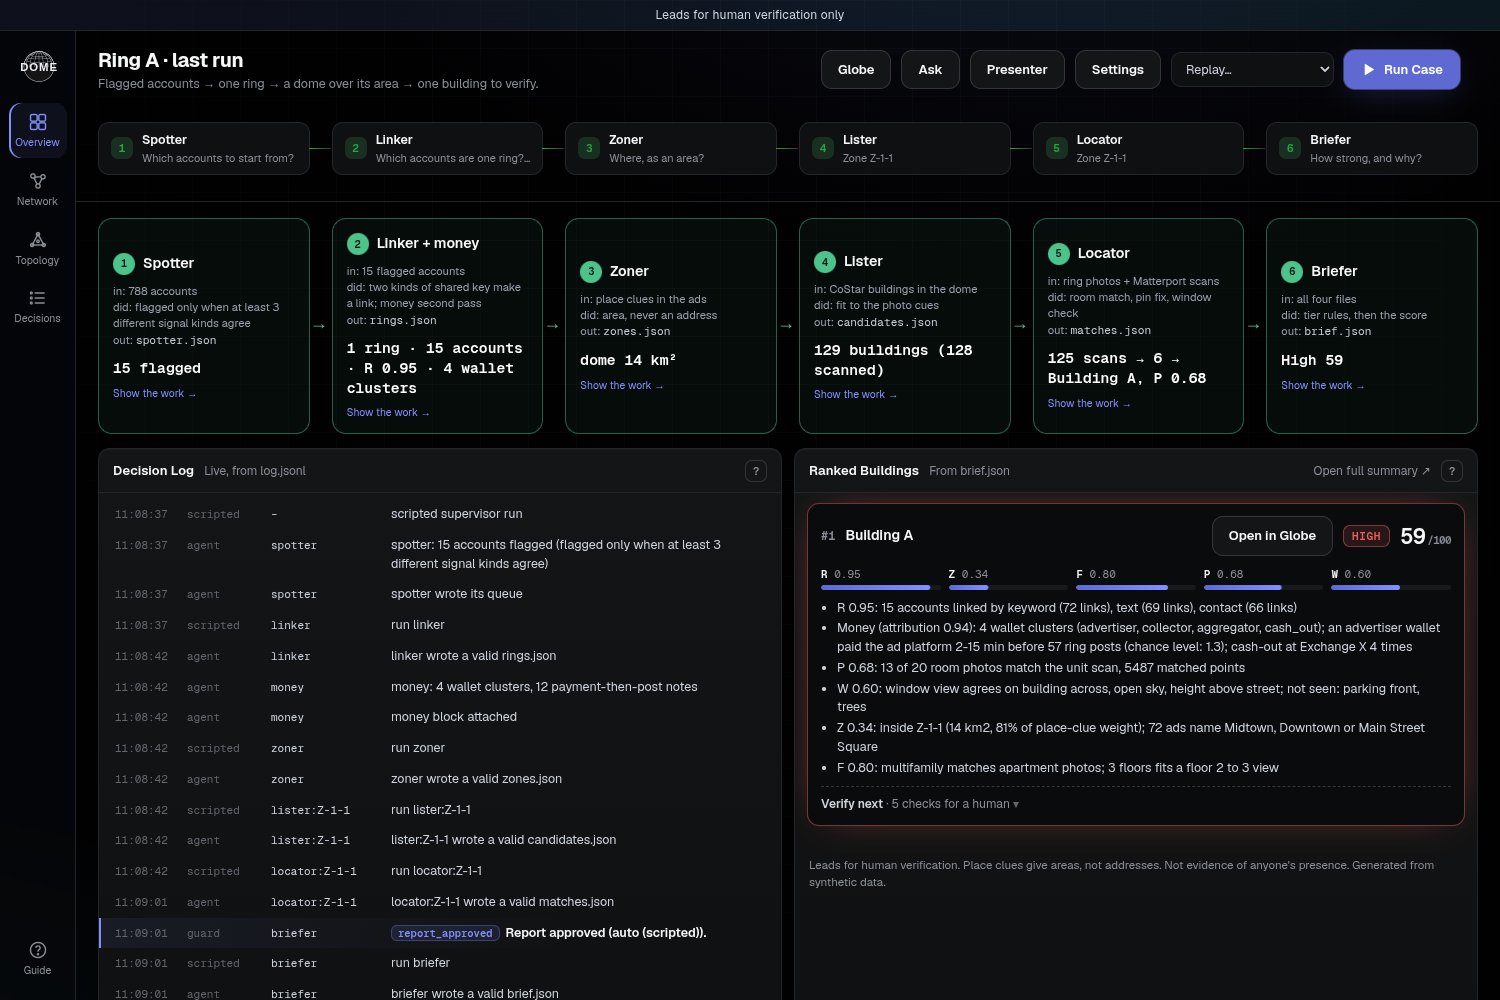 Leads for human verification only
DOME
Ring A · last run
Flagged accounts → one ring → a dome over its area → one building to verify.
Globe
Ask
Presenter
Settings
Replay...
Run Case
Overview
Network
Topology
Decisions
Guide
1
Spotter
Which accounts to start from?
2
Linker
Which accounts are one ring?...
3
Zoner
Where, as an area?
4
Lister
Zone Z-1-1
5
Locator
Zone Z-1-1
6
Briefer
How strong, and why?
1 Spotter
in: 788 accounts
did: flagged only when at least 3
different signal kinds agree
out: spotter.json
15 flagged
Show the work →
→
2 Linker + money
in: 15 flagged accounts
did: two kinds of shared key make
a link; money second pass
out: rings.json
1 ring · 15 accounts
· R 0.95 · 4 wallet
clusters
Show the work →
→
3 Zoner
in: place clues in the ads
did: area, never an address
out: zones.json
dome 14 km²
Show the work →
→
4 Lister
in: CoStar buildings in the dome
did: fit to the photo cues
out: candidates.json
129 buildings (128
scanned)
Show the work →
→
5 Locator
in: ring photos + Matterport scans
did: room match, pin fix, window
check
out: matches.json
125 scans → 6 →
Building A, P 0.68
Show the work →
→
6 Briefer
in: all four files
did: tier rules, then the score
out: brief.json
High 59
Show the work →
Decision Log Live, from log.jsonl ?
11:08:37 scripted – scripted supervisor run
11:08:37 agent spotter spotter: 15 accounts flagged (flagged only when at least 3
different signal kinds agree)
11:08:37 agent spotter spotter wrote its queue
11:08:37 scripted linker run linker
11:08:42 agent linker linker wrote a valid rings.json
11:08:42 agent money money: 4 wallet clusters, 12 payment-then-post notes
11:08:42 agent money money block attached
11:08:42 scripted zoner run zoner
11:08:42 agent zoner zoner wrote a valid zones.json
11:08:42 scripted lister:Z-1-1 run lister:Z-1-1
11:08:42 agent lister:Z-1-1 lister:Z-1-1 wrote a valid candidates.json
11:08:42 scripted locator:Z-1-1 run locator:Z-1-1
11:09:01 agent locator:Z-1-1 locator:Z-1-1 wrote a valid matches.json
11:09:01 guard briefer report_approved Report approved (auto (scripted)).
11:09:01 scripted briefer run briefer
11:09:01 agent briefer briefer wrote a valid brief.json
Ranked Buildings From brief.json Open full summary ↗ ?
#1 Building A Open in Globe HIGH 59/100
R 0.95 Z 0.34 F 0.80 P 0.68 W 0.60
• R 0.95: 15 accounts linked by keyword (72 links), text (69 links), contact (66 links)
• Money (attribution 0.94): 4 wallet clusters (advertiser, collector, aggregator, cash_out); an advertiser wallet
paid the ad platform 2-15 min before 57 ring posts (chance level: 1.3); cash-out at Exchange X 4 times
• P 0.68: 13 of 20 room photos match the unit scan, 5487 matched points
• W 0.60: window view agrees on building across, open sky, height above street; not seen: parking front,
trees
• Z 0.34: inside Z-1-1 (14 km2, 81% of place-clue weight); 72 ads name Midtown, Downtown or Main Street
Square
• F 0.80: multifamily matches apartment photos; 3 floors fits a floor 2 to 3 view
Verify next · 5 checks for a human ▾
Leads for human verification. Place clues give areas, not addresses. Not evidence of anyone's presence. Generated from
synthetic data.